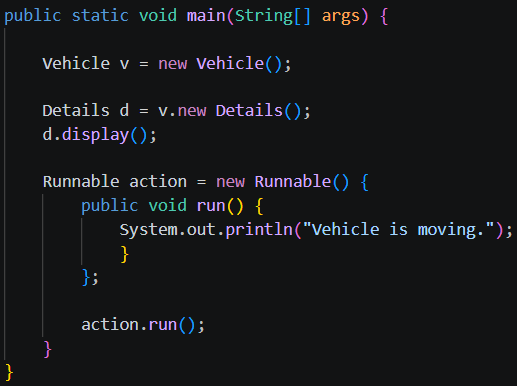 public static void main(String[] args) {

    Vehicle v = new Vehicle();

    Details d = v.new Details();
    d.display();

    Runnable action = new Runnable() {
        public void run() {
            System.out.println("Vehicle is moving.");
            }
        };

        action.run();
    }
}